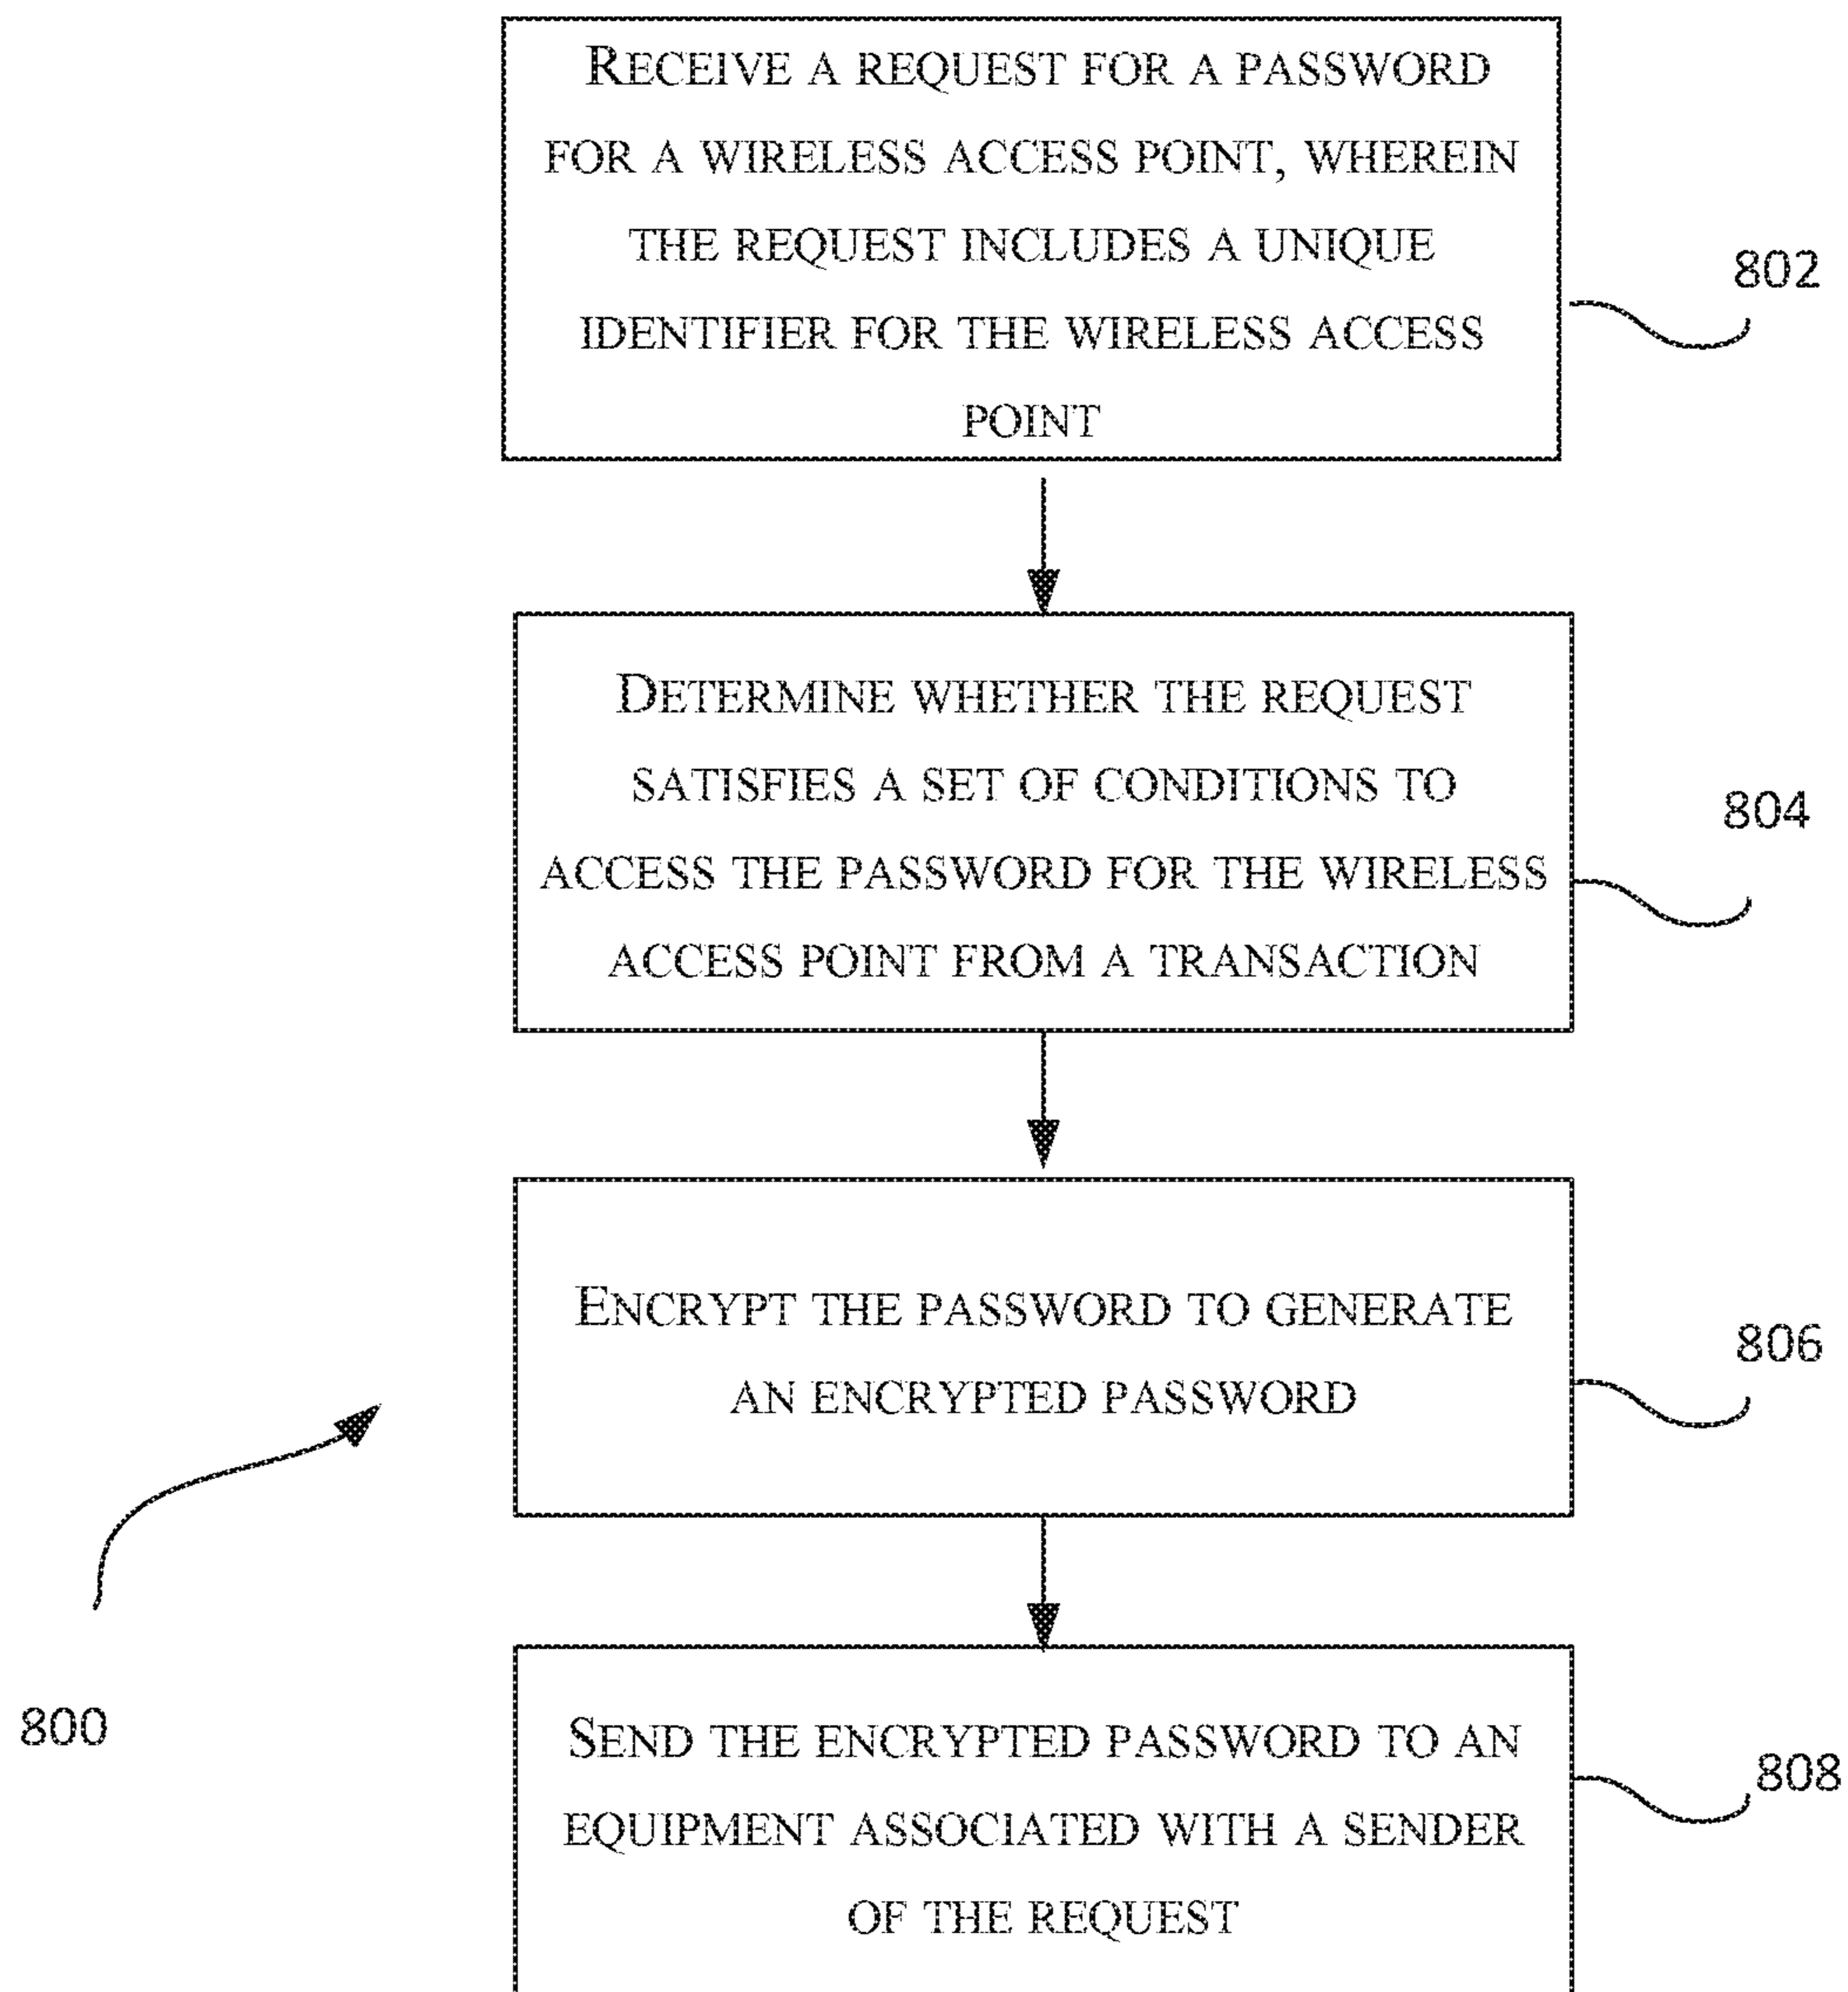 RECEIVE A REQUEST FOR A PASSWORD
FOR A WIRELESS ACCESS POINT, WHEREIN
THE REQUEST INCLUDES A UNIQUE
IDENTIFIER FOR THE WIRELESS ACCESS
POINT
802
DETERMINE WHETHER THE REQUEST
SATISFIES A SET OF CONDITIONS TO
ACCESS THE PASSWORD FOR THE WIRELESS
ACCESS POINT FROM A TRANSACTION
804
ENCRYPT THE PASSWORD TO GENERATE
AN ENCRYPTED PASSWORD
806
800
SEND THE ENCRYPTED PASSWORD TO AN
EQUIPMENT ASSOCIATED WITH A SENDER
OF THE REQUEST
808